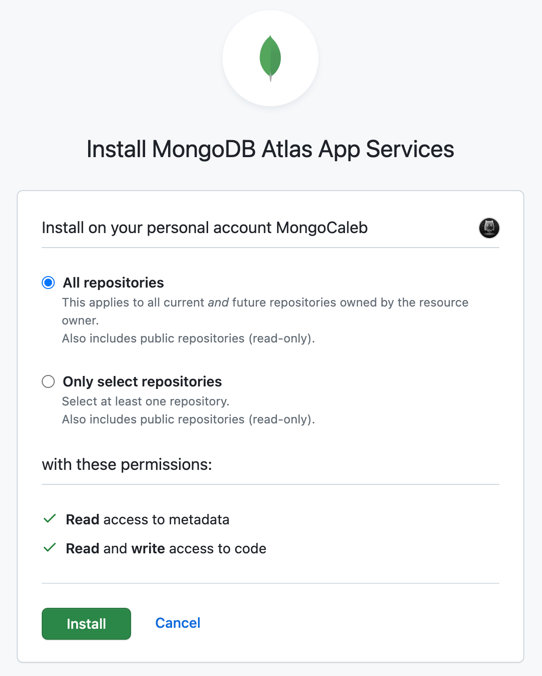 Install MongoDB Atlas App Services
Install on your personal account MongoCaleb
All repositories
This applies to all current and future repositories owned by the resource
owner.
Also includes public repositories (read-only).
Only select repositories
Select at least one repository.
Also includes public repositories (read-only).
with these permissions:
Read access to metadata
Read and write access to code
Install
Cancel